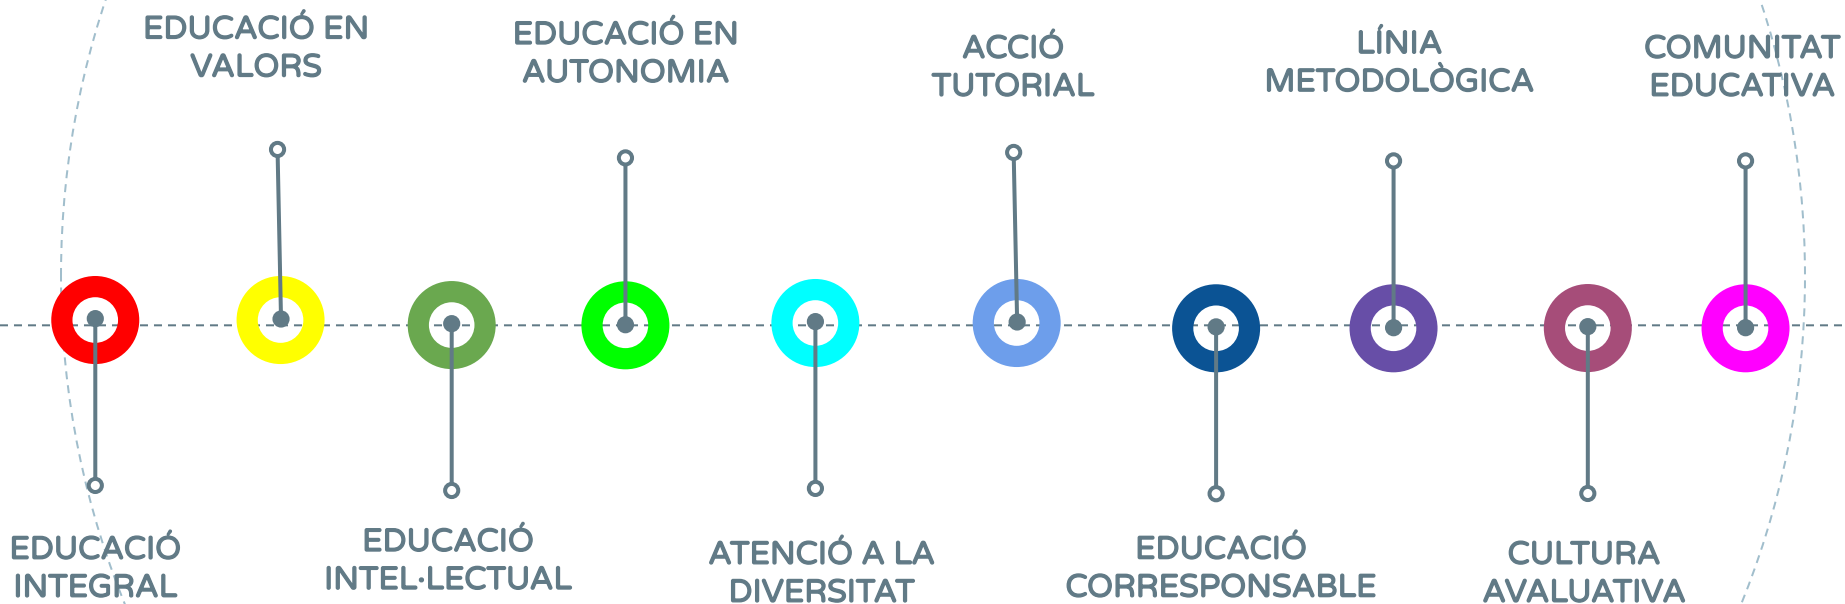 EDUCACIÓ EN
VALORS
EDUCACIÓ EN
AUTONOMIA
ACCIÓ
TUTORIAL
LÍNIA
METODOLÒGICA
COMUNITAT
EDUCATIVA
EDUCACIÓ
INTEGRAL
EDUCACIÓ
INTEL·LECTUAL
ATENCIÓ A LA
DIVERSITAT
EDUCACIÓ
CORRESPONSABLE
CULTURA
AVALUATIVA